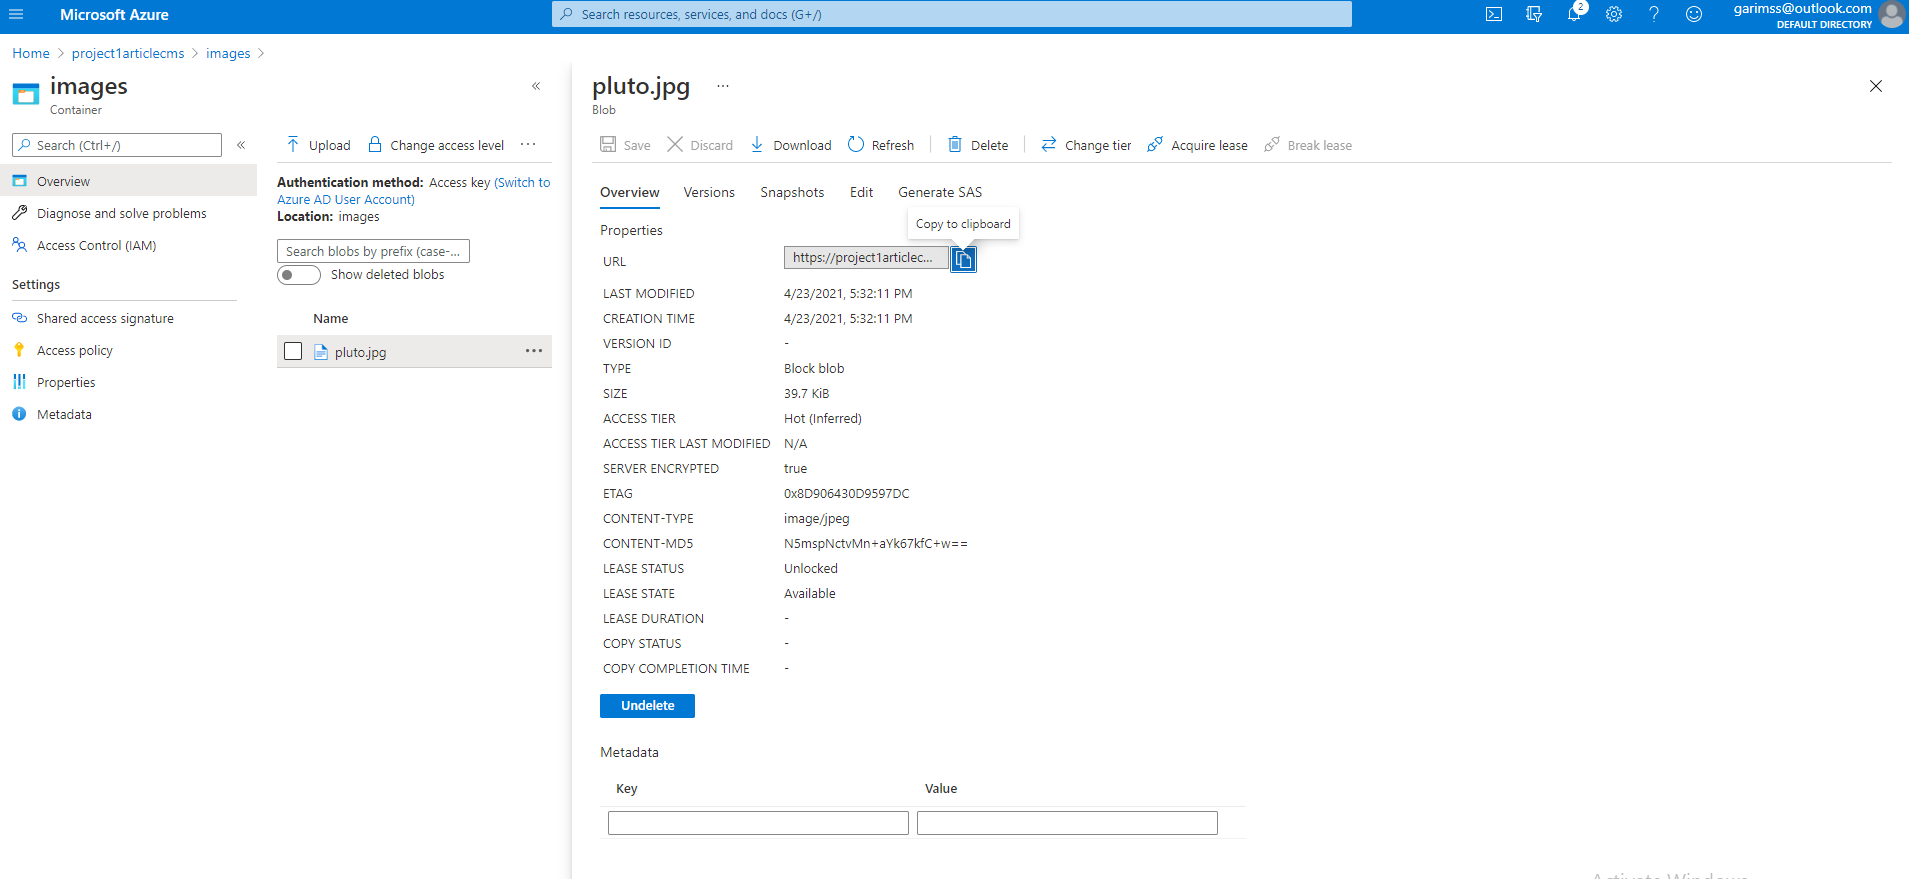 Microsoft Azure
Search resources, services, and docs (G+/)
2
garimss@outlook.com
DEFAULT DIRECTORY
Home > project1articlecms > images >
images
Container
Search (Ctrl+/)
Overview
Diagnose and solve problems
Access Control (IAM)
Settings
Shared access signature
Access policy
Properties
Metadata
Upload
Change access level
Authentication method: Access key (Switch to
Azure AD User Account)
Location: images
Search blobs by prefix (case-...
Show deleted blobs
Name
pluto.jpg
pluto.jpg
Blob
Save
Discard
Download
Refresh
Delete
Change tier
Acquire lease
Break lease
Overview
Versions
Snapshots
Edit
Generate SAS
Copy to clipboard
Properties
URL https://project1articlec...
LAST MODIFIED 4/23/2021, 5:32:11 PM
CREATION TIME 4/23/2021, 5:32:11 PM
VERSION ID -
TYPE Block blob
SIZE 39.7 KiB
ACCESS TIER Hot (Inferred)
ACCESS TIER LAST MODIFIED N/A
SERVER ENCRYPTED true
ETAG 0x8D906430D9597DC
CONTENT-TYPE image/jpeg
CONTENT-MD5 N5mspNctvMn+aYk67kfC+w==
LEASE STATUS Unlocked
LEASE STATE Available
LEASE DURATION -
COPY STATUS -
COPY COMPLETION TIME -
Undelete
Metadata
Key Value
Activate Windows